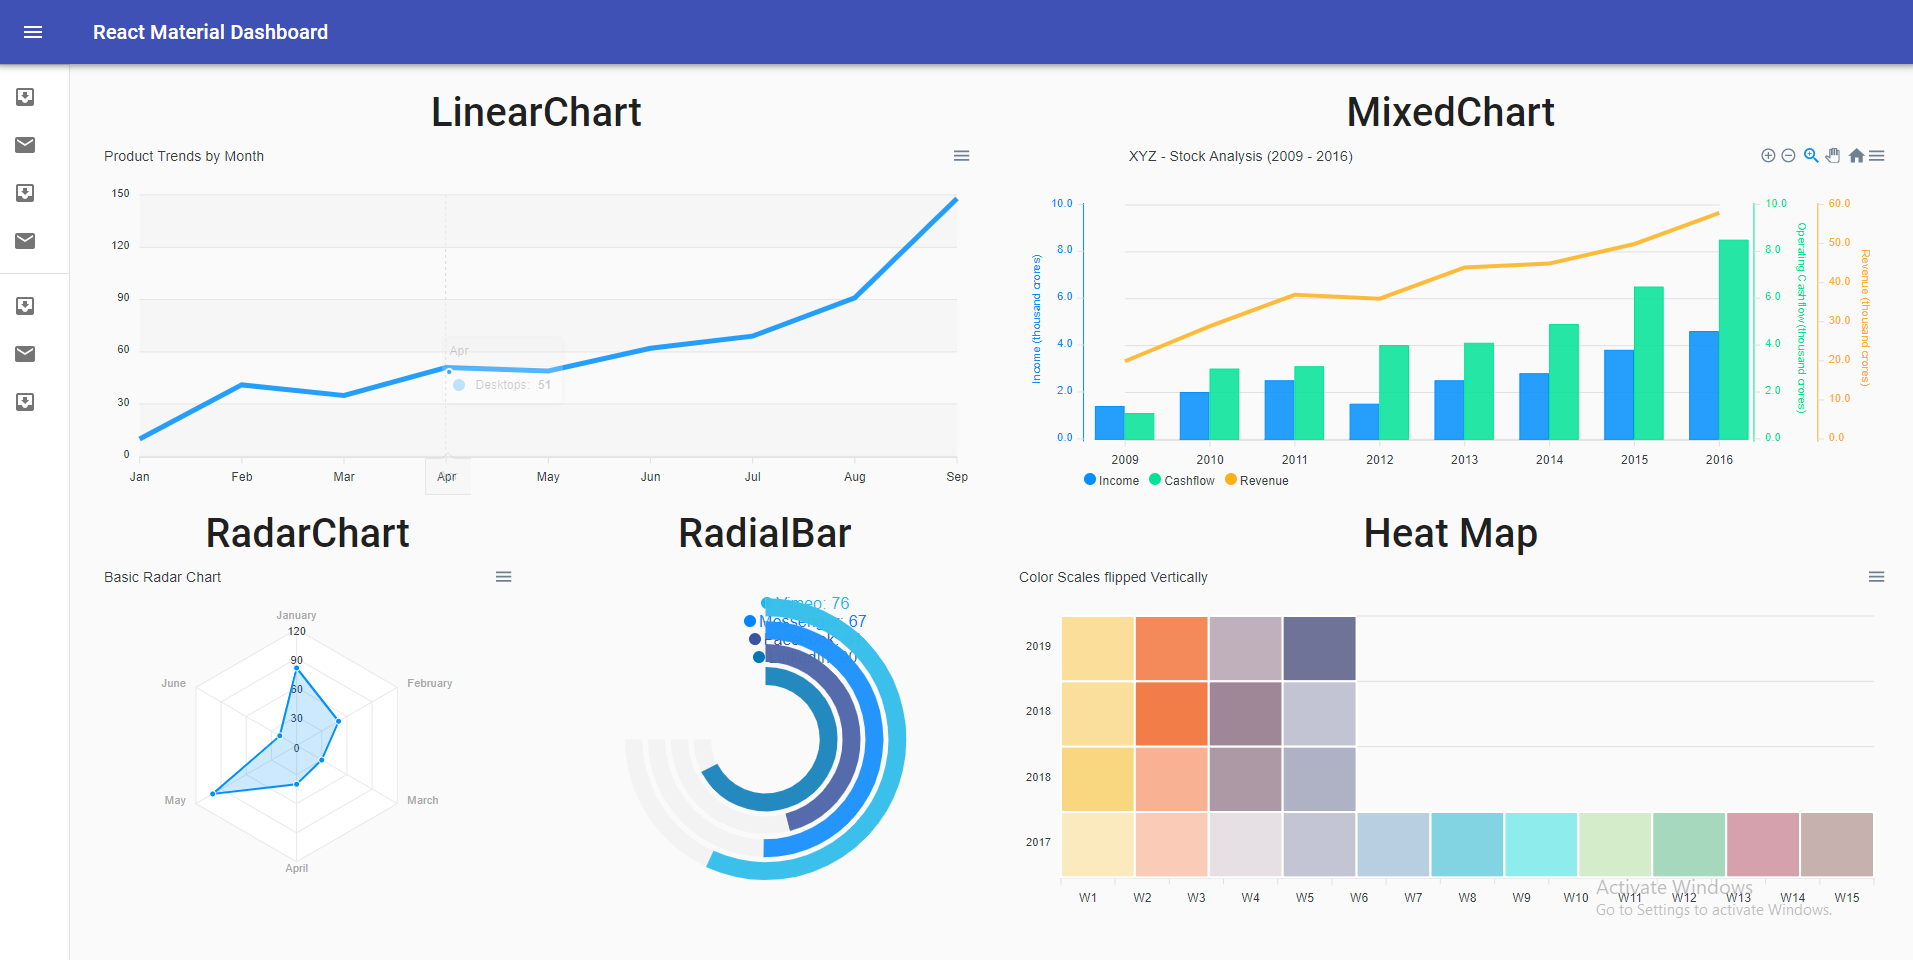 React Material Dashboard
LinearChart
Product Trends by Month
150
120
90
60
30
0
Apr
Desktops: 51
Jan Feb Mar Apr May Jun Jul Aug Sep
Apr
MixedChart
XYZ - Stock Analysis (2009 - 2016)
Income (thousand crores)
10.0
8.0
6.0
4.0
2.0
0.0
10.0
8.0
6.0
4.0
2.0
0.0
Operating Cashflow (thousand crores)
60.0
50.0
40.0
30.0
20.0
10.0
0.0
Revenue (thousand crores)
2009 2010 2011 2012 2013 2014 2015 2016
Income Cashflow Revenue
RadarChart
Basic Radar Chart
January
120
90
60
30
0
June
February
May
March
April
RadialBar
Vimeo: 76
Messenger: 67
Heat Map
Color Scales flipped Vertically
2019
2018
2018
2017
W1 W2 W3 W4 W5 W6 W7 W8 W9 W10 W11 W12 W13 W14 W15
Activate Windows
Go to Settings to activate Windows.